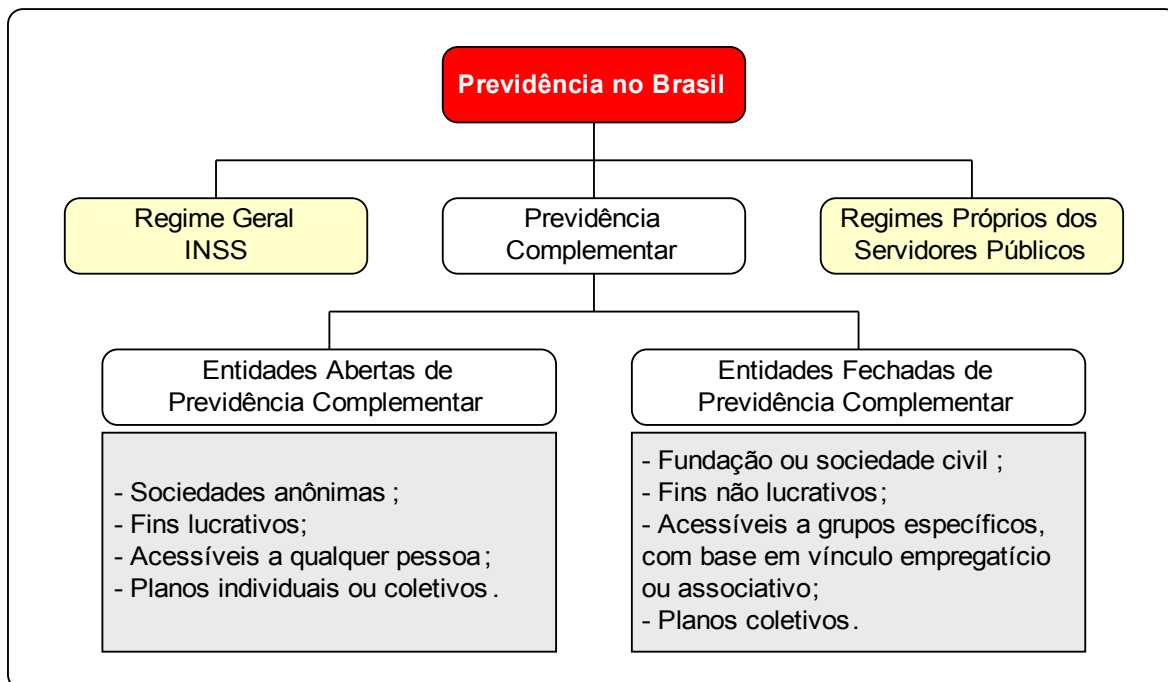 Previdência no Brasil
Regime Geral
INSS
Previdência
Complementar
Regimes Próprios dos
Servidores Públicos
Entidades Abertas de
Previdência Complementar
- Sociedades anônimas ;
- Fins lucrativos;
- Acessíveis a qualquer pessoa;
- Planos individuais ou coletivos .
Entidades Fechadas de
Previdência Complementar
- Fundação ou sociedade civil ;
- Fins não lucrativos;
- Acessíveis a grupos específicos,
com base em vínculo empregatício
ou associativo;
- Planos coletivos .